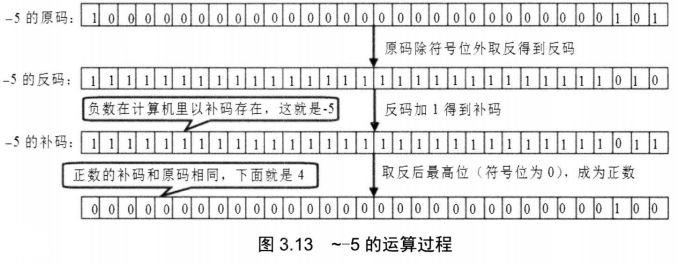 -5 的原码: 1 0 0 0 0 0 0 0 0 0 0 0 0 0 0 0 0 0 0 0 0 0 0 0 0 0 0 0 0 1 0 1
原码除符号位外取反得到反码
-5 的反码: 1 1 1 1 1 1 1 1 1 1 1 1 1 1 1 1 1 1 1 1 1 1 1 1 1 1 1 1 1 0 1 0
负数在计算机里以补码存在，这就是-5
反码加 1 得到补码
-5 的补码: 1 1 1 1 1 1 1 1 1 1 1 1 1 1 1 1 1 1 1 1 1 1 1 1 1 1 1 1 1 0 1 1
正数的补码和原码相同，下面就是 4
取反后最高位（符号位为 0），成为正数
0 0 0 0 0 0 0 0 0 0 0 0 0 0 0 0 0 0 0 0 0 0 0 0 0 0 0 0 0 1 0 0
图 3.13 ~-5 的运算过程